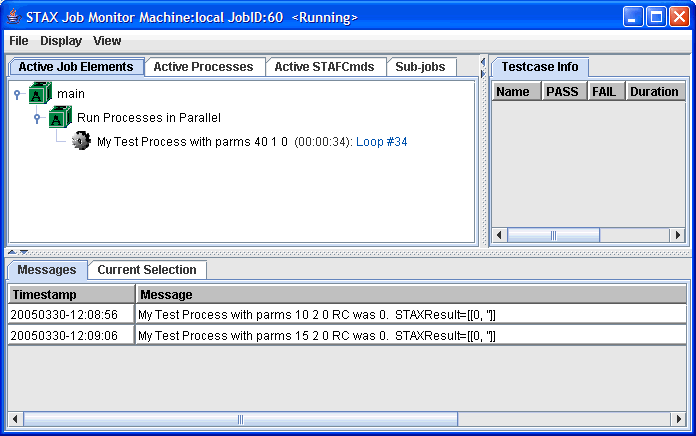 STAX Job Monitor Machine:local JobID:60 <Running>
File Display View
Active Job Elements Active Processes Active STAFCmds Sub-jobs
Testcase Info
main
Name PASS FAIL Duration
Run Processes in Parallel
My Test Process with parms 40 1 0 (00:00:34): Loop #34
Messages Current Selection
Timestamp Message
20050330-12:08:56 My Test Process with parms 10 2 0 RC was 0. STAXResult=[[0, '']]
20050330-12:09:06 My Test Process with parms 15 2 0 RC was 0. STAXResult=[[0, '']]